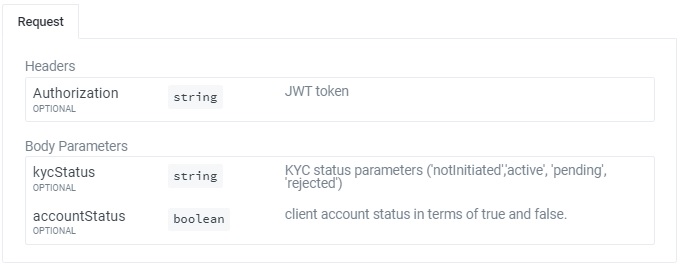 Request
Headers
Authorization string JWT token
OPTIONAL
Body Parameters
kycStatus string KYC status parameters ('notInitiated','active', 'pending',
OPTIONAL 'rejected')
accountStatus boolean client account status in terms of true and false.
OPTIONAL